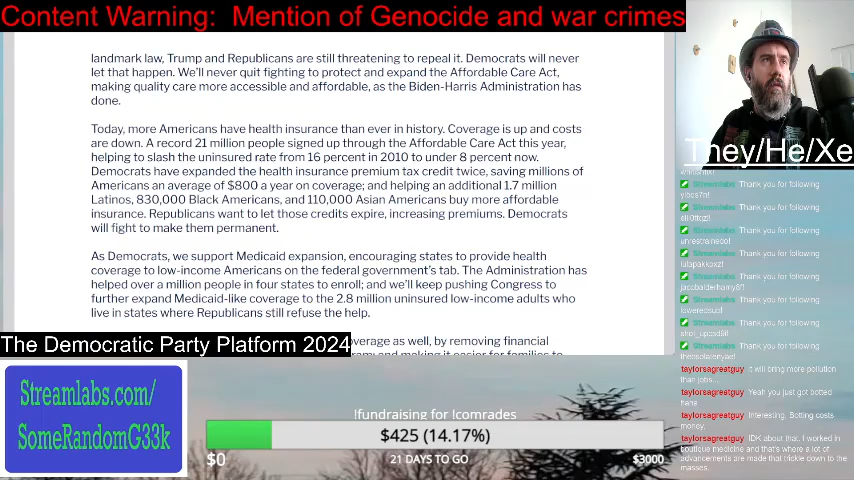 Content Warning: Mention of Genocide and war crimes
landmark law, Trump and Republicans are still threatening to repeal it. Democrats will never
let that happen. We'll never quit fighting to protect and expand the Affordable Care Act,
making quality care more accessible and affordable, as the Biden-Harris Administration has
done.
Today, more Americans have health insurance than ever in history. Coverage is up and costs
are down. A record 21 million people signed up through the Affordable Care Act this year,
helping to slash the uninsured rate from 16 percent in 2010 to under 8 percent now.
Democrats have expanded the health insurance premium tax credit twice, saving millions of
Americans an average of $800 a year on coverage; and helping an additional 1.7 million
Latinos, 830,000 Black Americans, and 110,000 Asian Americans buy more affordable
insurance. Republicans want to let those credits expire, increasing premiums. Democrats
will fight to make them permanent.
As Democrats, we support Medicaid expansion, encouraging states to provide health
coverage to low-income Americans on the federal government's tab. The Administration has
helped over a million people in four states to enroll; and we'll keep pushing Congress to
further expand Medicaid-like coverage to the 2.8 million uninsured low-income adults who
live in states where Republicans still refuse the help.
overage as well, by removing financial
and making it easier for families to
They/He/Xe
Streamlabs: Thank you for following
Streamlabs: Thank you for following
Streamlabs: Thank you for following
Streamlabs: Thank you for following
Streamlabs: Thank you for following
Streamlabs: Thank you for following
Streamlabs: Thank you for following
Streamlabs: Thank you for following
taylorsagreatguy: it will bring more pollution
than jobs....
taylorsagreatguy: Yeah you just got botted
haha
taylorsagreatguy: Interesting. Botting costs
money.
taylorsagreatguy: IDK about that. I worked in
boutique medicine and that's where a lot of
advancements are made that trickle down to the
masses.
The Democratic Party Platform 2024
Streamlabs.com/
SomeRandomG33k
!fundraising for !comrades
$425 (14.17%)
$0
21 DAYS TO GO
$3000